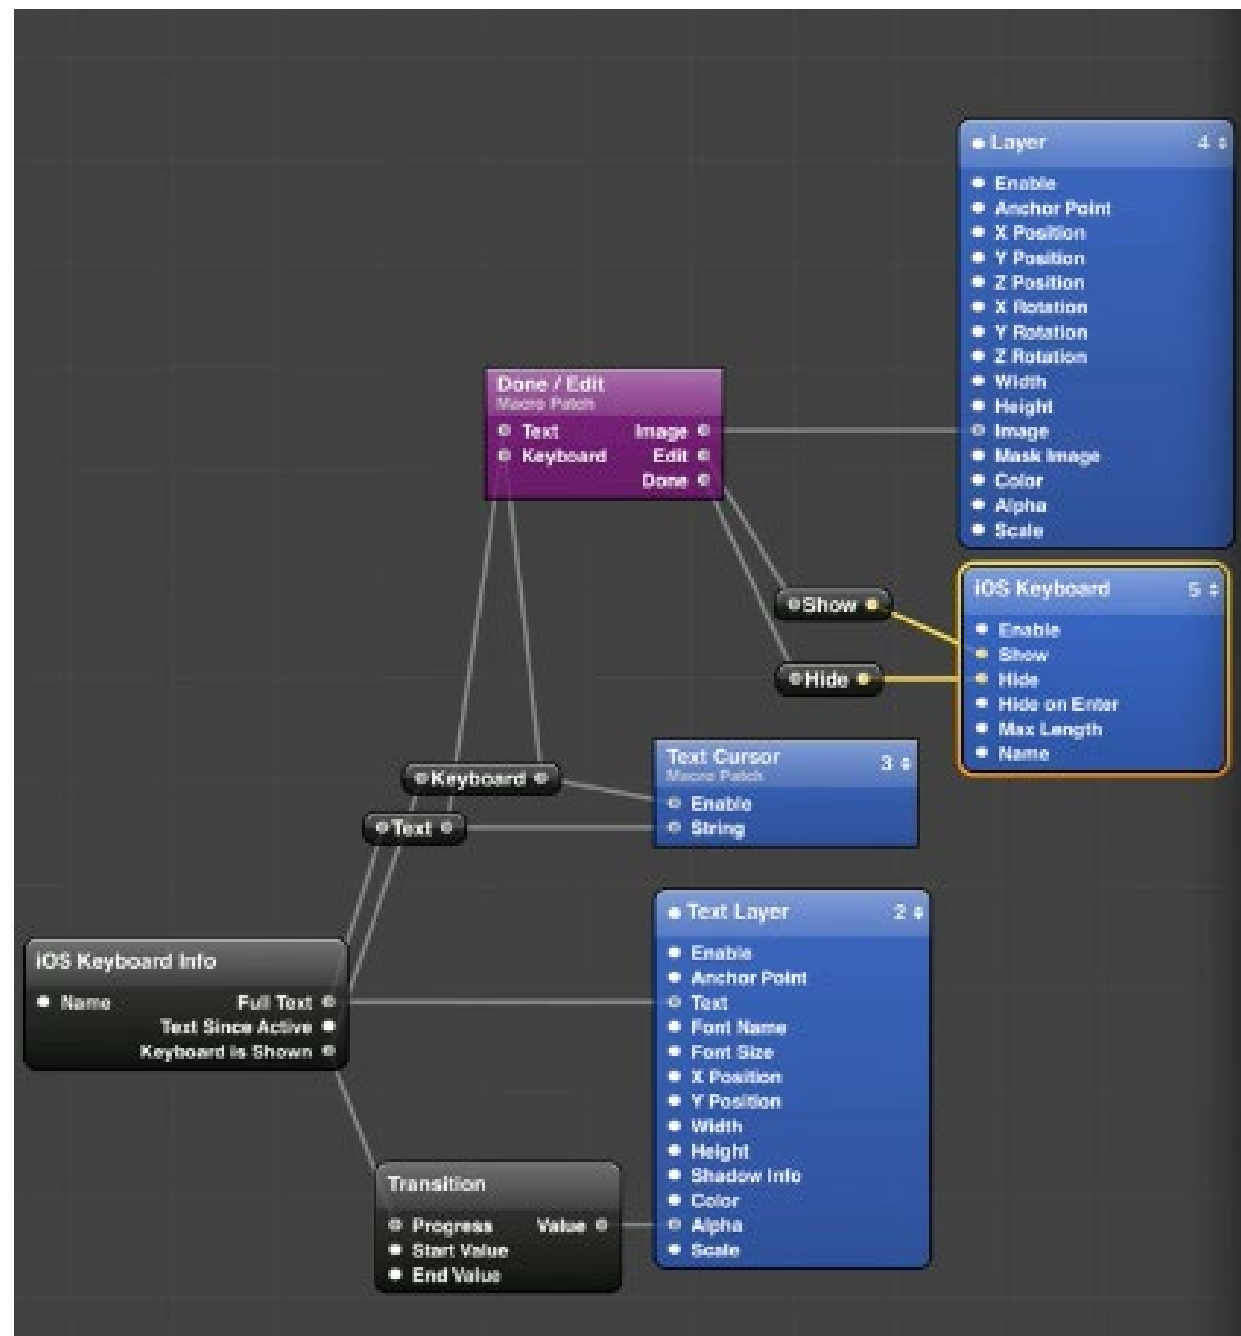 Layer 4
Enable
Anchor Point
X Position
Y Position
Z Position
X Rotation
Y Rotation
Z Rotation
Width
Height
Image
Mask Image
Color
Alpha
Scale
Done / Edit
Macro Patch
Text Image
Keyboard Edit
Done
Show
Hide
iOS Keyboard 5
Enable
Show
Hide
Hide on Enter
Max Length
Name
Keyboard
Text
Text Cursor 3
Macro Patch
Enable
String
iOS Keyboard Info
Name Full Text
Text Since Active
Keyboard is Shown
Text Layer 2
Enable
Anchor Point
Text
Font Name
Font Size
X Position
Y Position
Width
Height
Shadow Info
Color
Alpha
Scale
Transition
Progress Value
Start Value
End Value